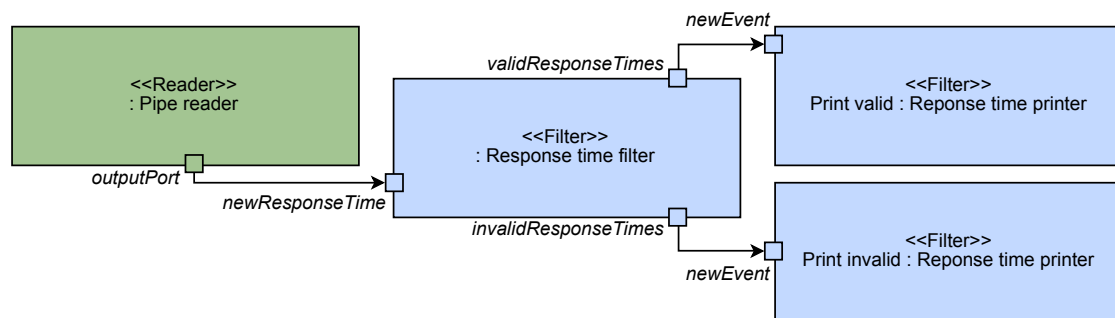 <<Reader>>
: Pipe reader
outputPort
newResponseTime
validResponseTimes
<<Filter>>
: Response time filter
invalidResponseTimes
newEvent
<<Filter>>
Print valid : Reponse time printer
newEvent
<<Filter>>
Print invalid : Reponse time printer